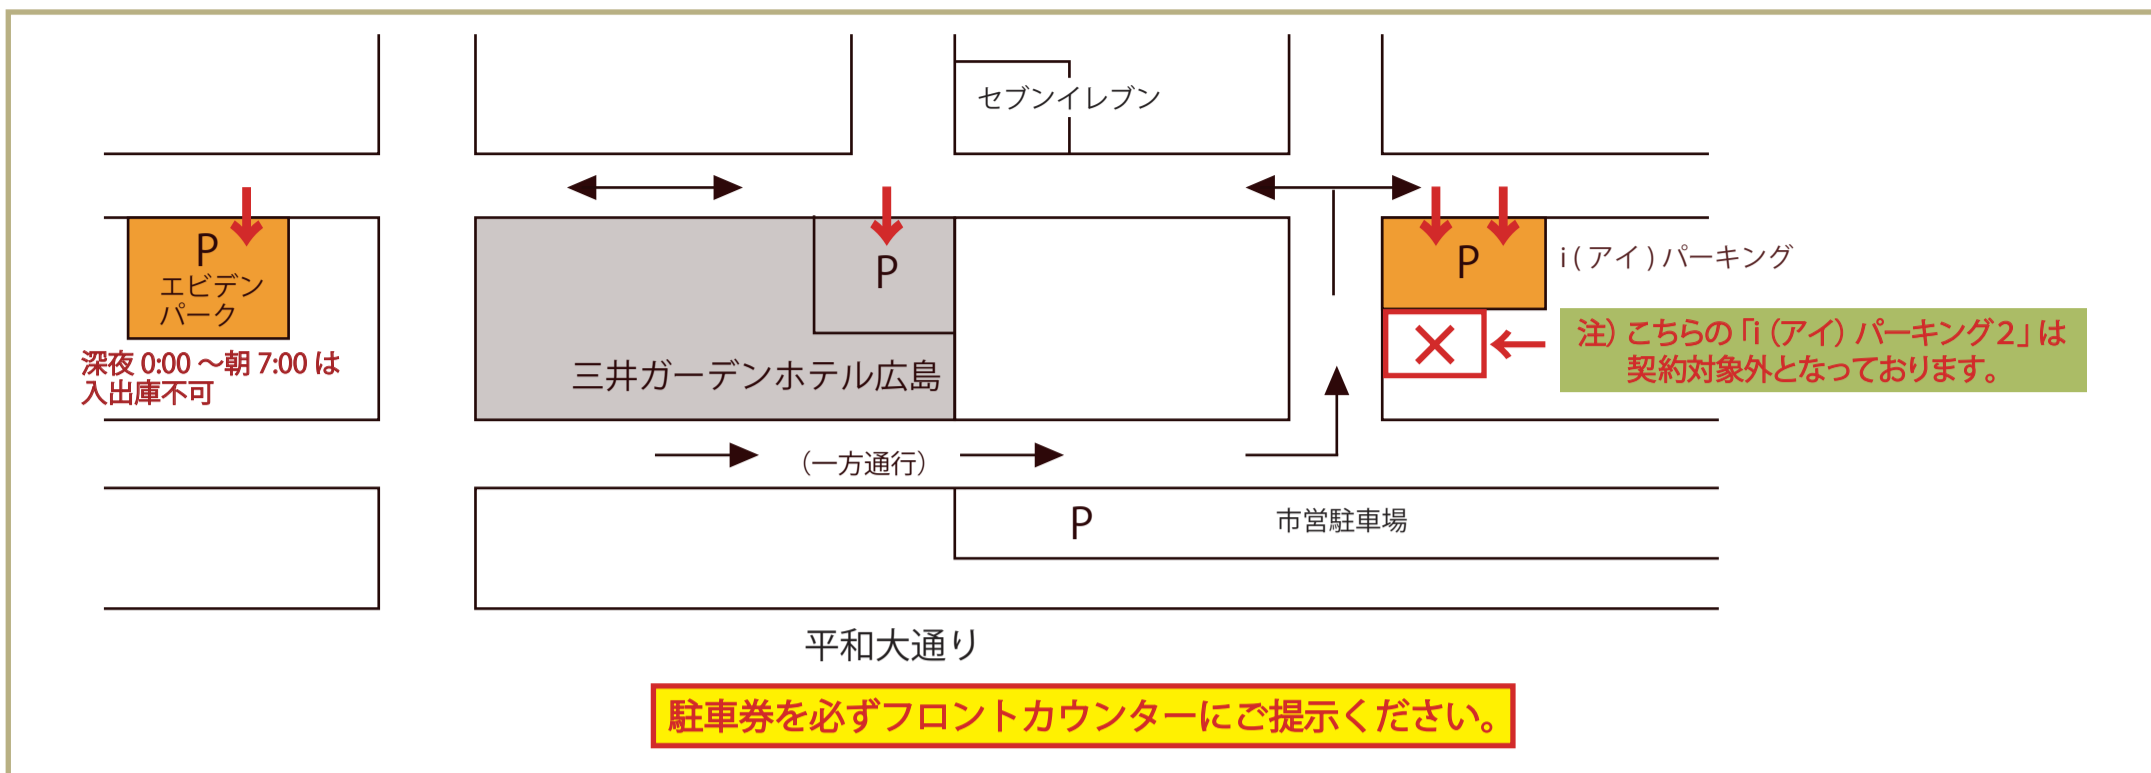 セブンイレブン
P
エビデン
パーク
深夜 0:00 ～朝 7:00 は
入出庫不可
P
三井ガーデンホテル広島
P
i ( アイ ) パーキング
注）こちらの「i（アイ）パーキング２」は
契約対象外となっております。
（一方通行）
P
市営駐車場
平和大通り
駐車券を必ずフロントカウンターにご提示ください。